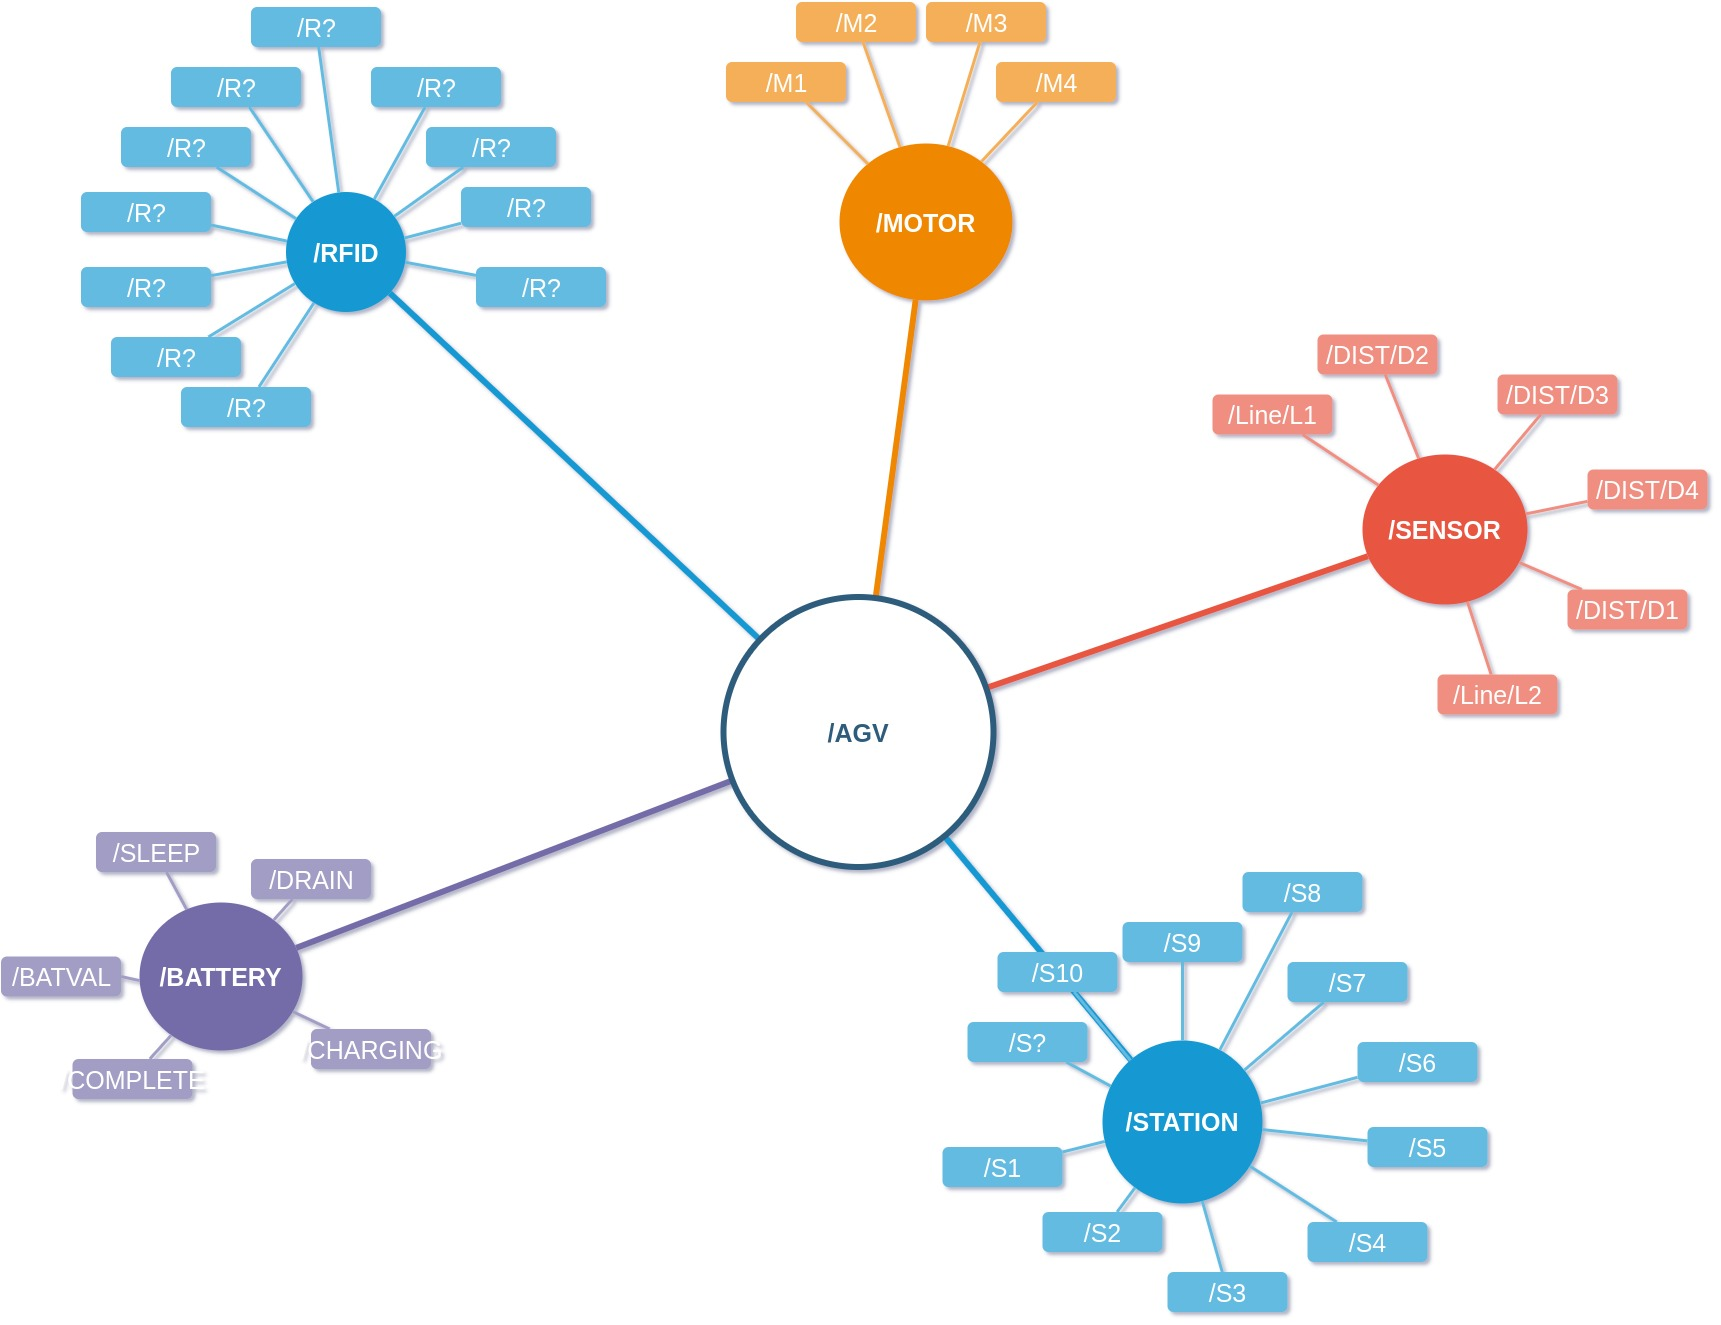 /R?
/R?
/R?
/R?
/R?
/R?
/R?
/RFID
/R?
/R?
/R?
/R?
/M2
/M3
/M1
/M4
/MOTOR
/DIST/D2
/DIST/D3
/Line/L1
/DIST/D4
/SENSOR
/DIST/D1
/Line/L2
/AGV
/SLEEP
/DRAIN
/BATVAL
/BATTERY
/CHARGING
/COMPLETE
/S8
/S9
/S10
/S7
/S?
/S6
/STATION
/S5
/S1
/S2
/S4
/S3